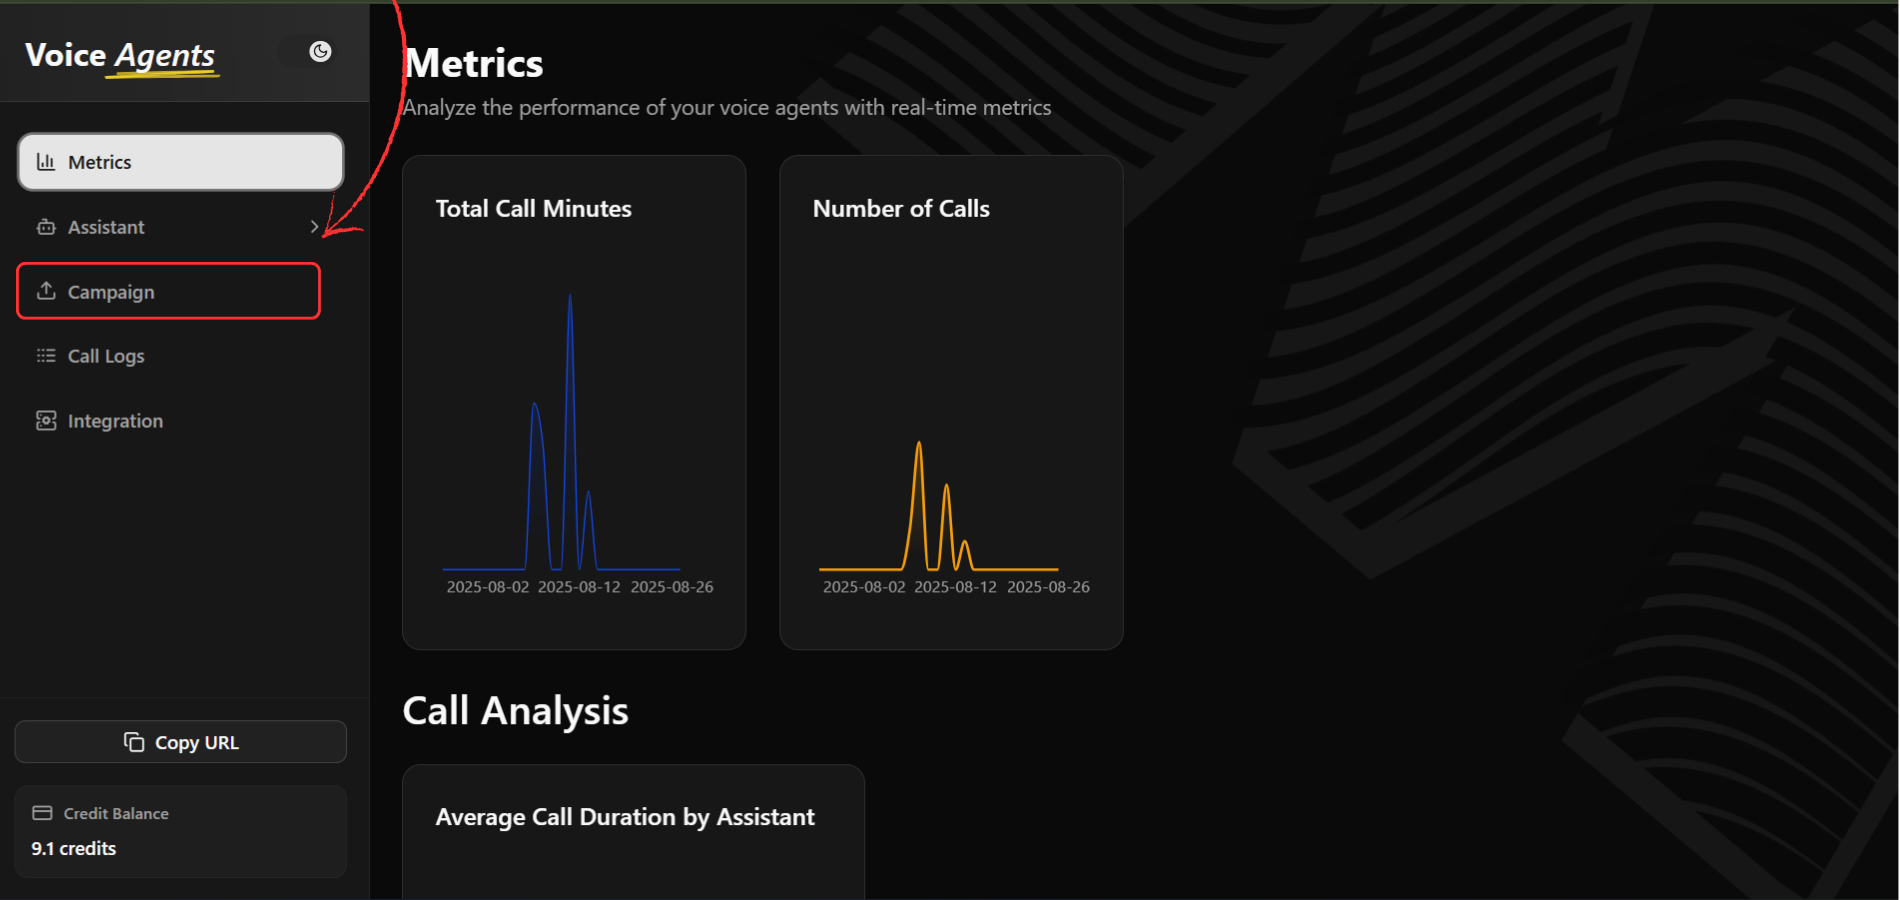 Voice Agents
Metrics
Assistant
Campaign
Call Logs
Integration
Copy URL
Credit Balance
9.1 credits
Metrics
Analyze the performance of your voice agents with real-time metrics
Total Call Minutes
2025-08-02 2025-08-12 2025-08-26
Number of Calls
2025-08-02 2025-08-12 2025-08-26
Call Analysis
Average Call Duration by Assistant